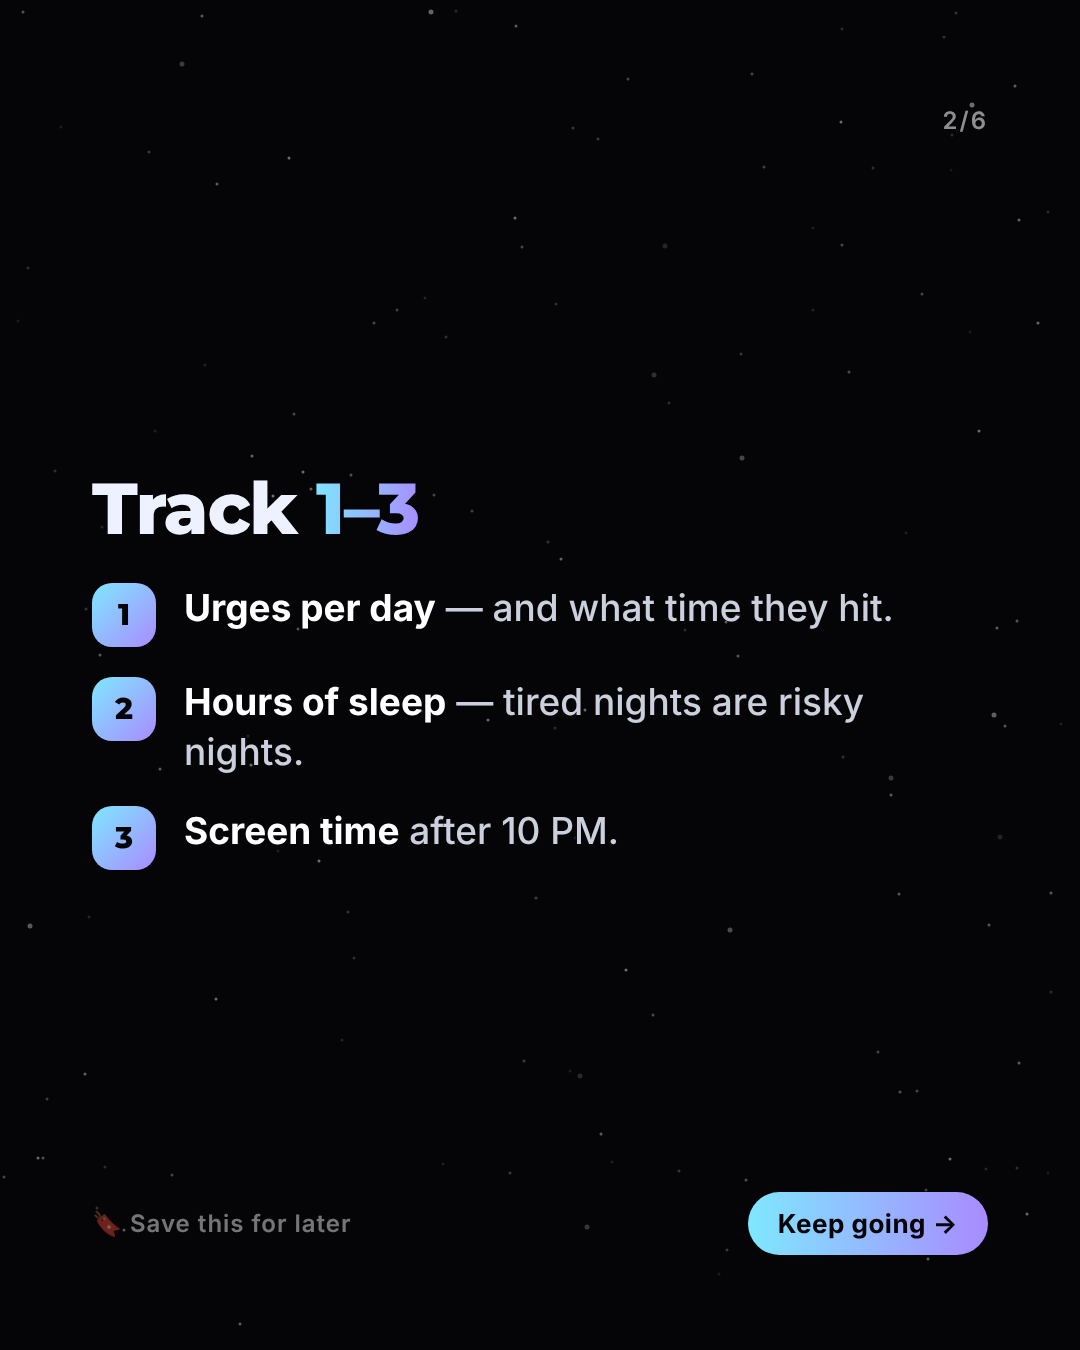 2/6
Track 1–3
1 Urges per day — and what time they hit.
2 Hours of sleep — tired nights are risky
nights.
3 Screen time after 10 PM.
Save this for later
Keep going →